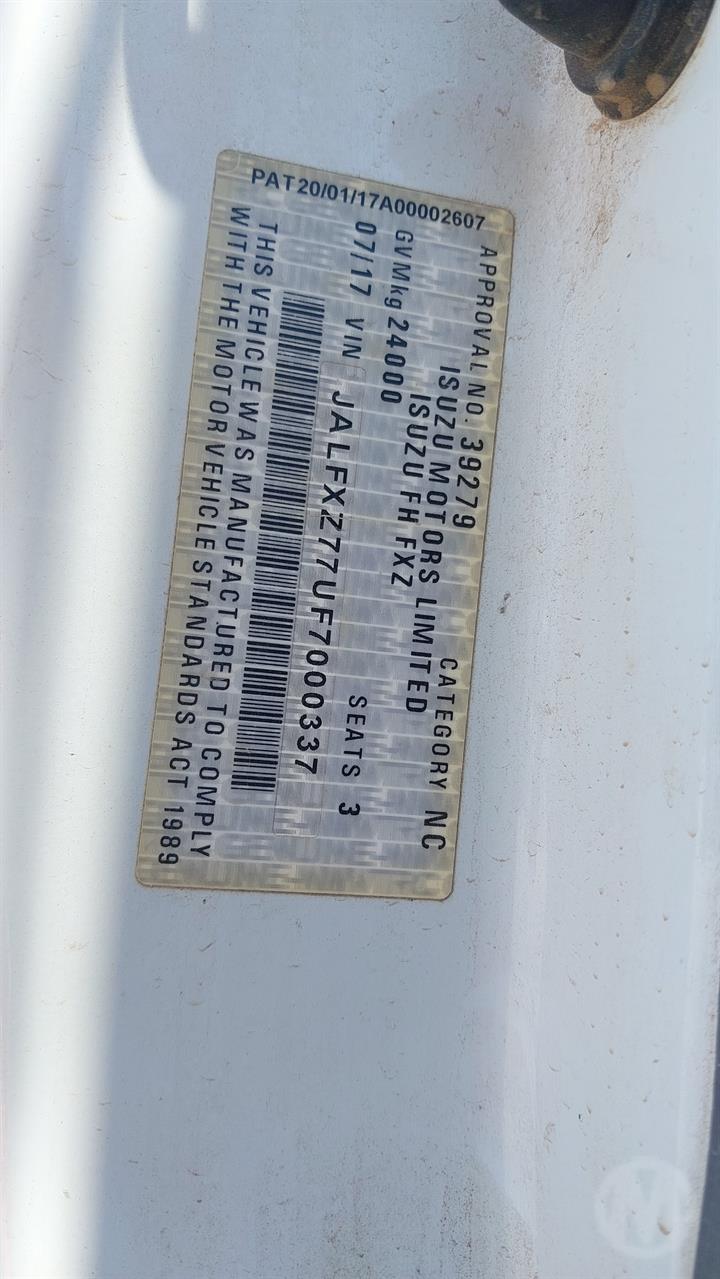 APPROVAL NO. 39279 CATEGORY NC
ISUZU MOTORS LIMITED
ISUZU FH FXZ
GVMkg 24000 SEATS 3
07/17 VIN JALFXZ77UF7000337
THIS VEHICLE WAS MANUFACTURED TO COMPLY
WITH THE MOTOR VEHICLE STANDARDS ACT 1989
PAT20/01/17A00002607
M